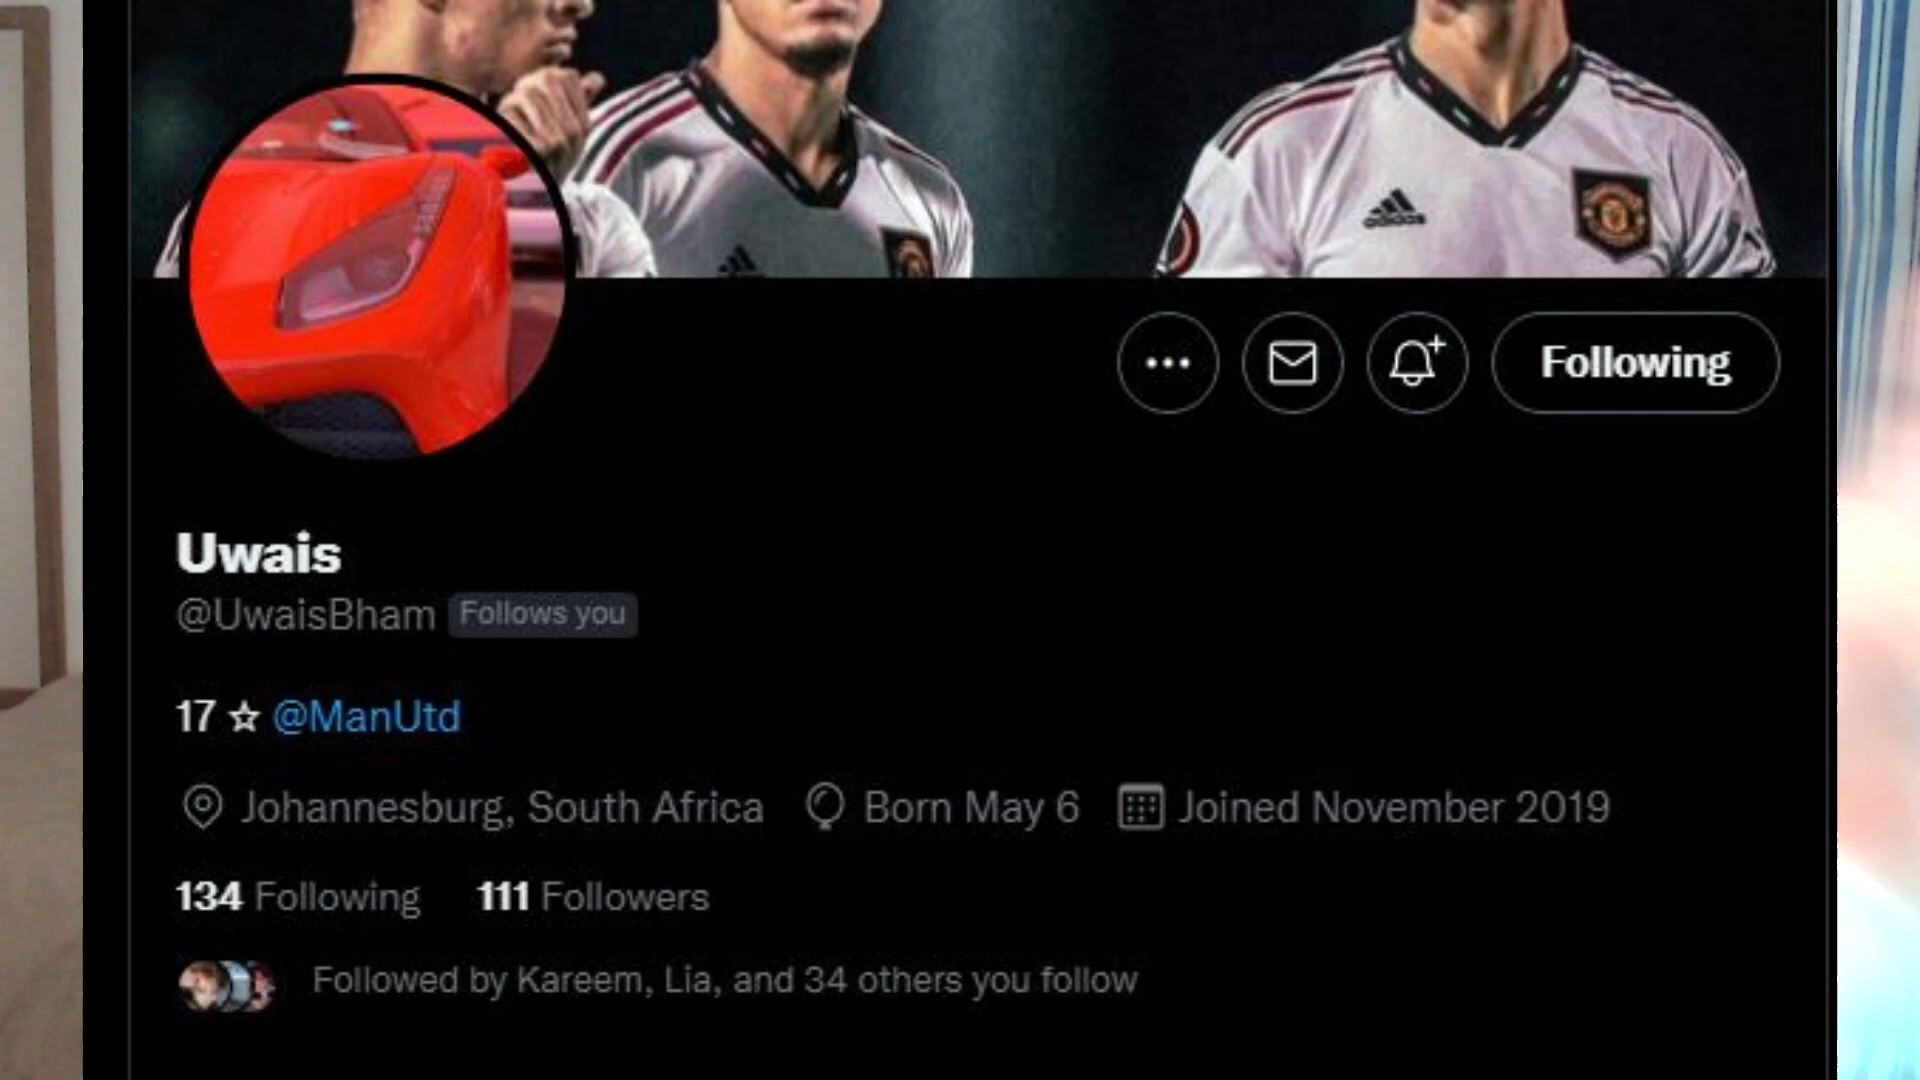 adidas
Following
Uwais
@UwaisBham Follows you
17 ☆ @ManUtd
Johannesburg, South Africa Born May 6 Joined November 2019
134 Following 111 Followers
Followed by Kareem, Lia, and 34 others you follow